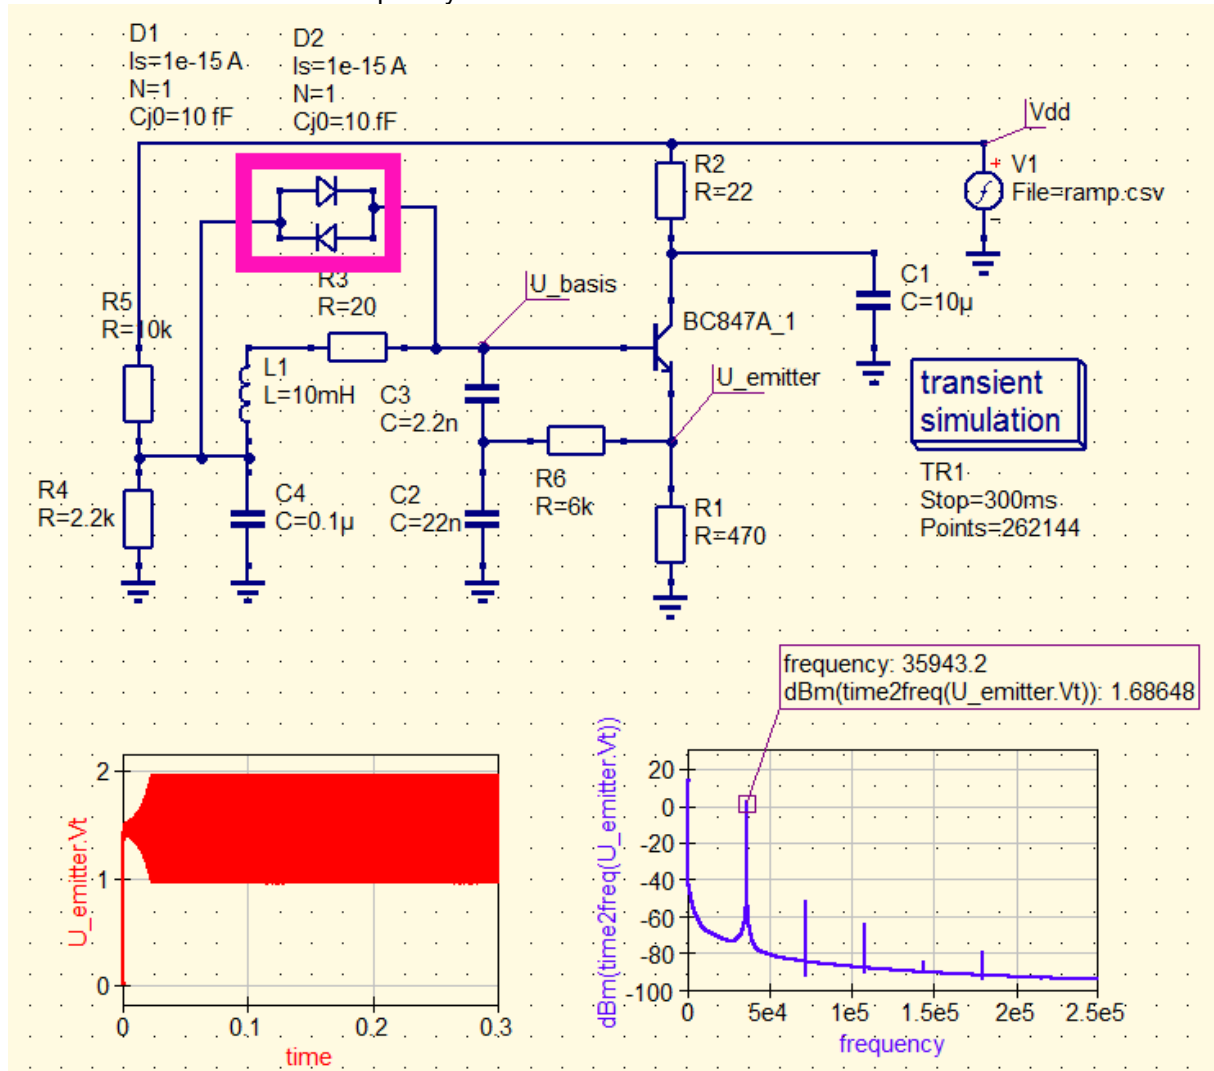 D1
Is=1e-15 A
N=1
Cj0=10 fF
D2
Is=1e-15 A
N=1
Cj0=10 fF
Vdd
R2
R=22
+ V1
File=ramp.csv
-
R3
R=20
U_basis
C1
C=10µ
R5
R=10k
BC847A_1
L1
L=10mH
C3
C=2.2n
U_emitter
transient
simulation
R4
R=2.2k
C4
C=0.1µ
C2
C=22n
R6
R=6k
R1
R=470
TR1
Stop=300ms
Points=262144
frequency: 35943.2
dBm(time2freq(U_emitter.Vt)): 1.68648
U_emitter.Vt
2
1
0
0
0.1
0.2
0.3
time
dBm(time2freq(U_emitter.Vt))
20
0
-20
-40
-60
-80
-100
0
5e4
1e5
1.5e5
2e5
2.5e5
frequency